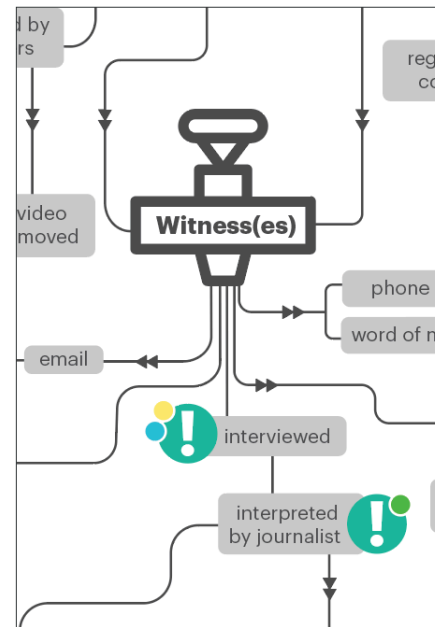 d by
rs
reg
co
video
moved
Witness(es)
phone
word of
email
interviewed
interpreted
by journalist